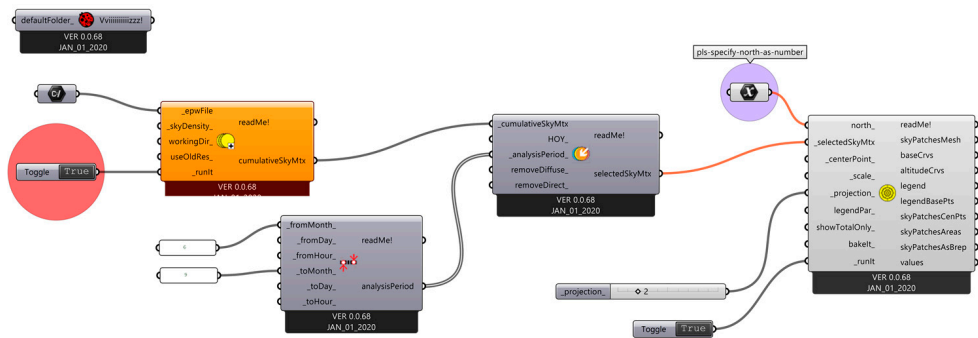 defaultFolder_ Vviiiiiiiiiizzz!
VER 0.0.68
JAN_01_2020
C/
Toggle True
_epwFile
_skyDensity_
workingDir_
useOldRes_
_runIt
readMe!
cumulativeSkyMtx
VER 0.0.68
JAN_01_2020
6
9
_fromMonth_
_fromDay_
_fromHour_
_toMonth_
_toDay_
_toHour_
readMe!
analysisPeriod
VER 0.0.68
JAN_01_2020
_cumulativeSkyMtx
HOY_
_analysisPeriod_
removeDiffuse_
removeDirect_
readMe!
selectedSkyMtx
VER 0.0.68
JAN_01_2020
pls-specify-north-as-number
x
_projection_ 2
Toggle True
north_
_selectedSkyMtx
_centerPoint_
_scale_
_projection_
legendPar_
showTotalOnly_
bakeIt_
_runIt
readMe!
skyPatchesMesh
baseCrvs
altitudeCrvs
legend
legendBasePts
skyPatchesCenPts
skyPatchesAreas
skyPatchesAsBrep
values
VER 0.0.68
JAN_01_2020